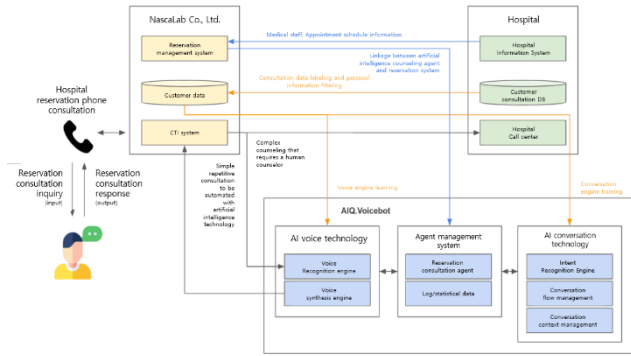 NascaLab Co., Ltd.
Hospital
Reservation
management system
Medical staff, Appointment schedule information
Hospital
Information System
Linkage between artificial
intelligence counseling agent
and reservation system
Customer data
Consultation data labeling and personal
information filtering...
Customer
consultation DB
Hospital
reservation phone
consultation
CTI system
Complex
counseling that
requires a human
counselor
Hospital
Call center
Reservation
consultation
inquiry
(input)
Reservation
consultation
response
(output)
Simple
repetitive
consultation
to be
automated
with
artificial
intelligence
technology
Voice engine learning
Conversation
engine training...
AIQ.Voicebot
AI voice technology
Voice
Recognition engine
Voice
synthesis engine
Agent management
system
Reservation
consultation agent
Log/statistical data
AI conversation
technology
Intent
Recognition Engine
Conversation
flow management
Conversation
context management